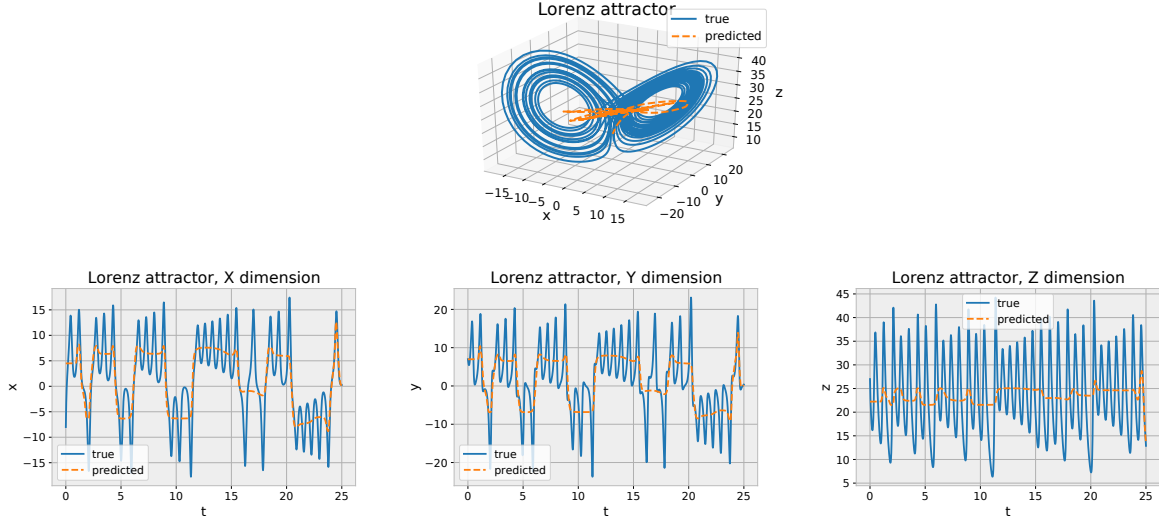 Lorenz attractor
true
predicted
40
35
30
25
20
15
10
z
−15
−10
−5
0
5
10
15
x
−20
−10
0
10
20
y
Lorenz attractor, X dimension
15
10
5
0
−5
−10
−15
x
true
predicted
0 5 10 15 20 25
t
Lorenz attractor, Y dimension
20
10
0
−10
−20
y
true
predicted
0 5 10 15 20 25
t
Lorenz attractor, Z dimension
true
predicted
45
40
35
30
25
20
15
10
5
z
0 5 10 15 20 25
t